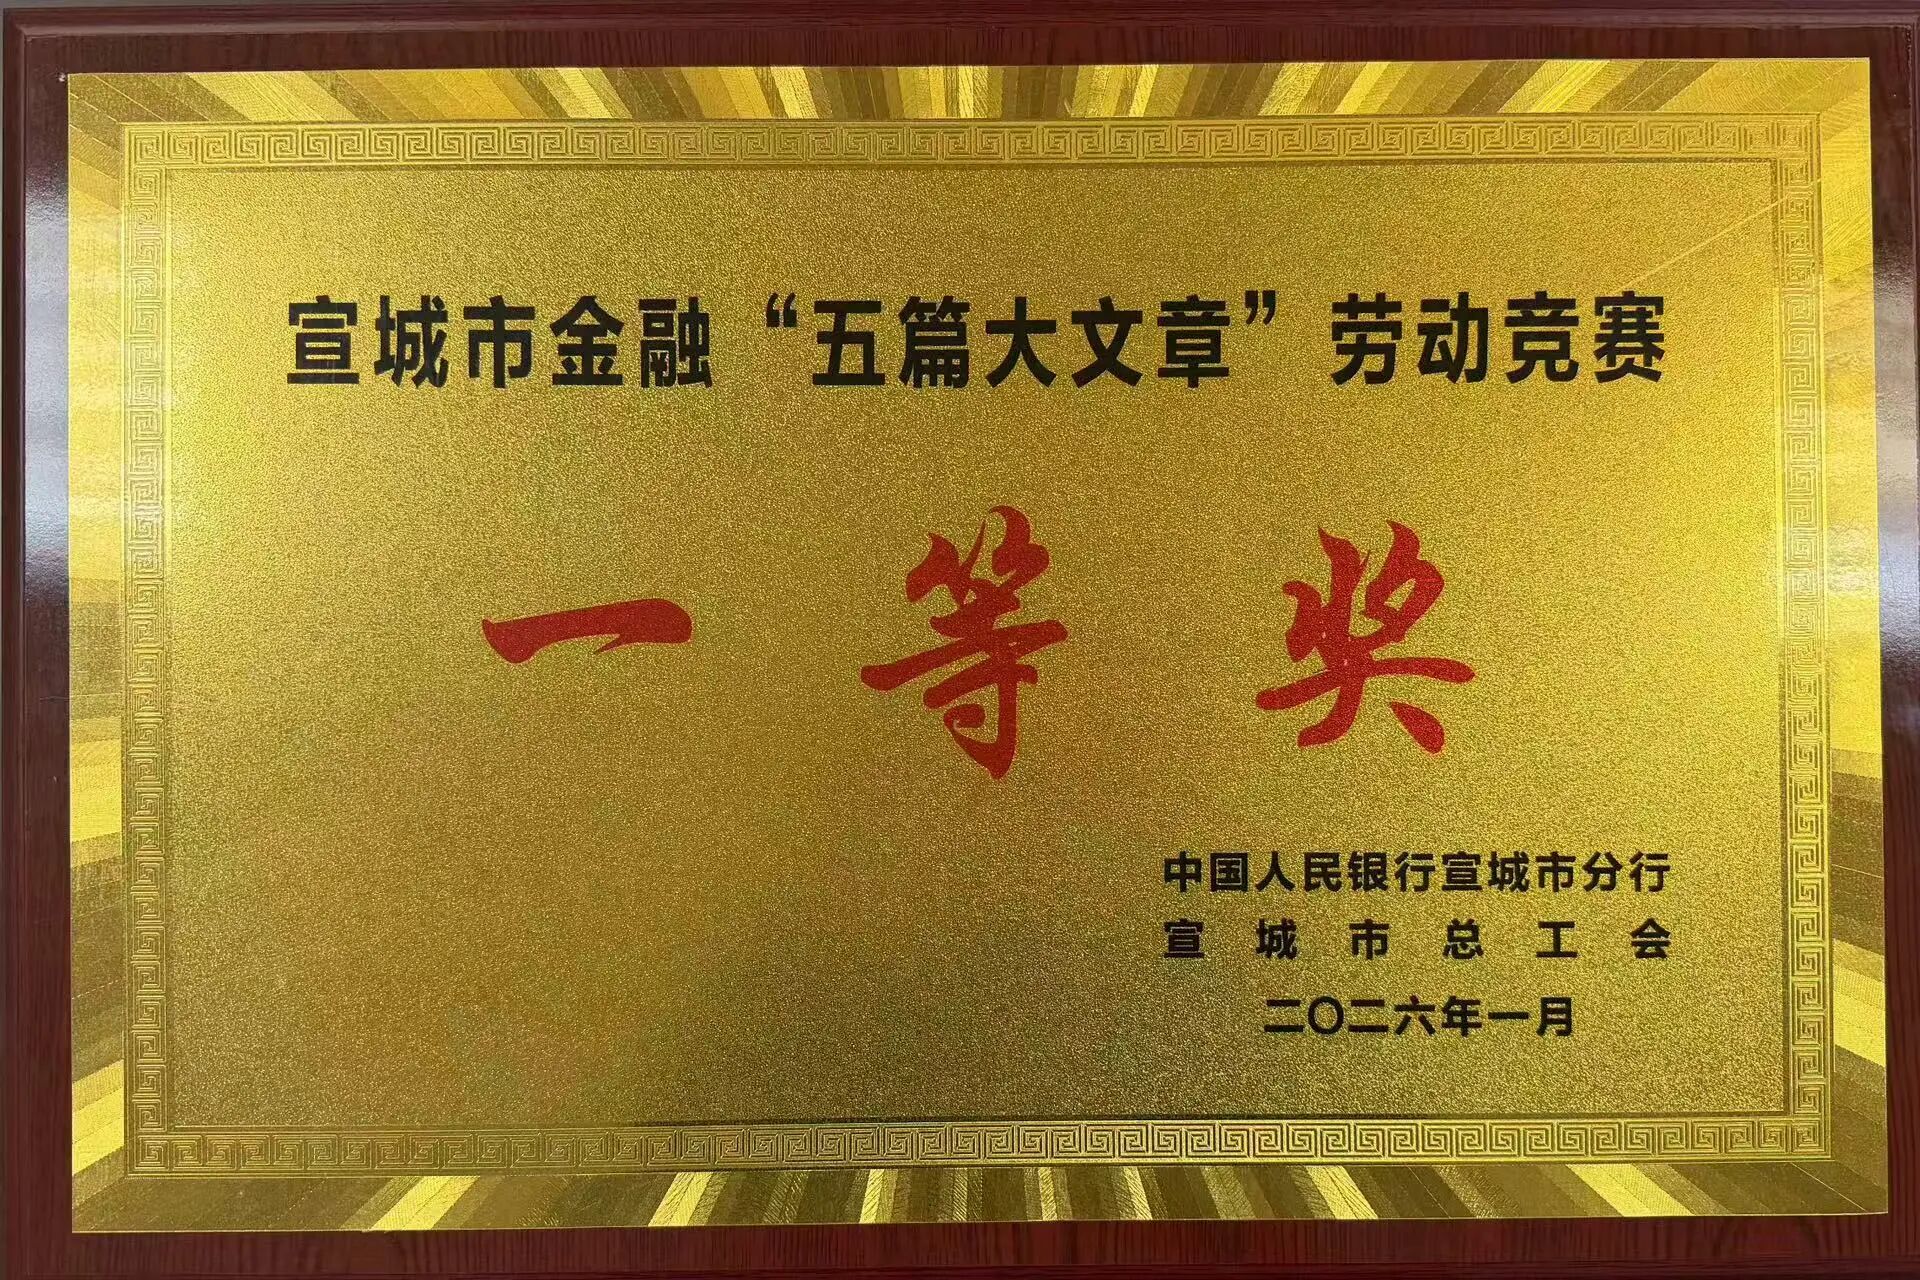 宣城市金融“五篇大文章”劳动竞赛
一等奖
中国人民银行宣城市分行
宣城市总工会
二〇二六年一月